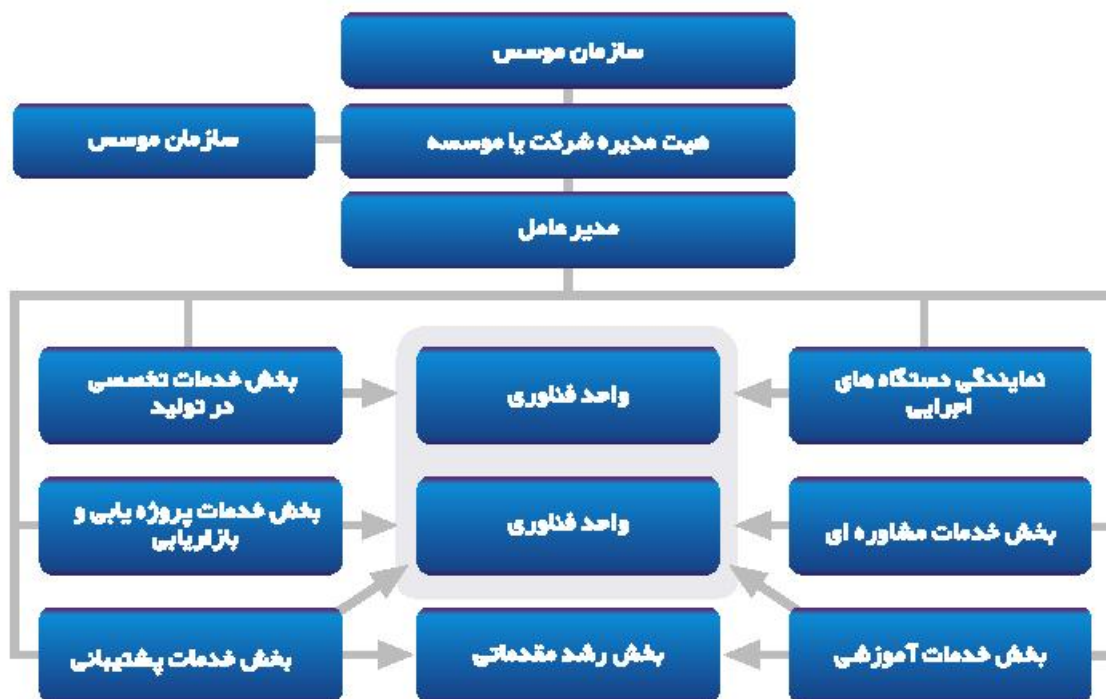 سازمان موسس
هیت مدیره شرکت یا موسسه
سازمان موسس
مدیر عامل
نمایندگی دستگاه های
اجرایی
واحد فناوری
بخش خدمات تخصسی
در تولید
بخش خدمات مشاوره ای
واحد فناوری
بخش خدمات پروژه یابی و
بازاریابی
بخش خدمات آموزشی
بخش رشد مقدماتی
بخش خدمات پشتیبانی